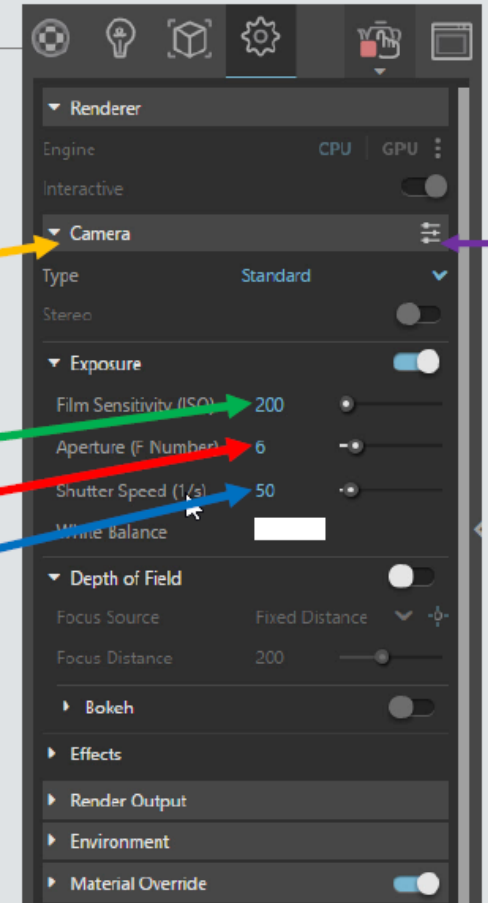 Renderer
Engine CPU GPU
Interactive
Camera
Type Standard
Stereo
Exposure
Film Sensitivity (ISO) 200
Aperture (F Number) 6
Shutter Speed (1/s) 50
White Balance
Depth of Field
Focus Source Fixed Distance
Focus Distance 200
Bokeh
Effects
Render Output
Environment
Material Override